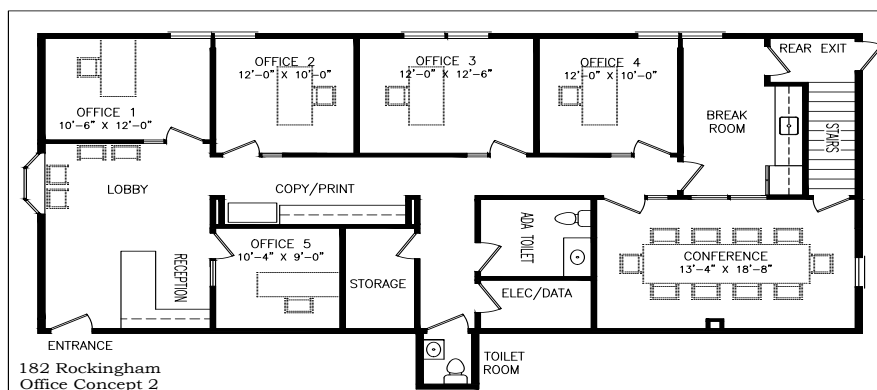 REAR EXIT
OFFICE 2
12'-0" X 10'-0"
OFFICE 3
12'-0" X 12'-6"
OFFICE 4
12'-0" X 10'-0"
OFFICE 1
10'-6" X 12'-0"
BREAK
ROOM
STAIRS
LOBBY
COPY/PRINT
ADA TOILET
OFFICE 5
10'-4" X 9'-0"
RECEPTION
STORAGE
CONFERENCE
13'-4" X 18'-8"
ELEC/DATA
ENTRANCE
TOILET
ROOM
182 Rockingham
Office Concept 2